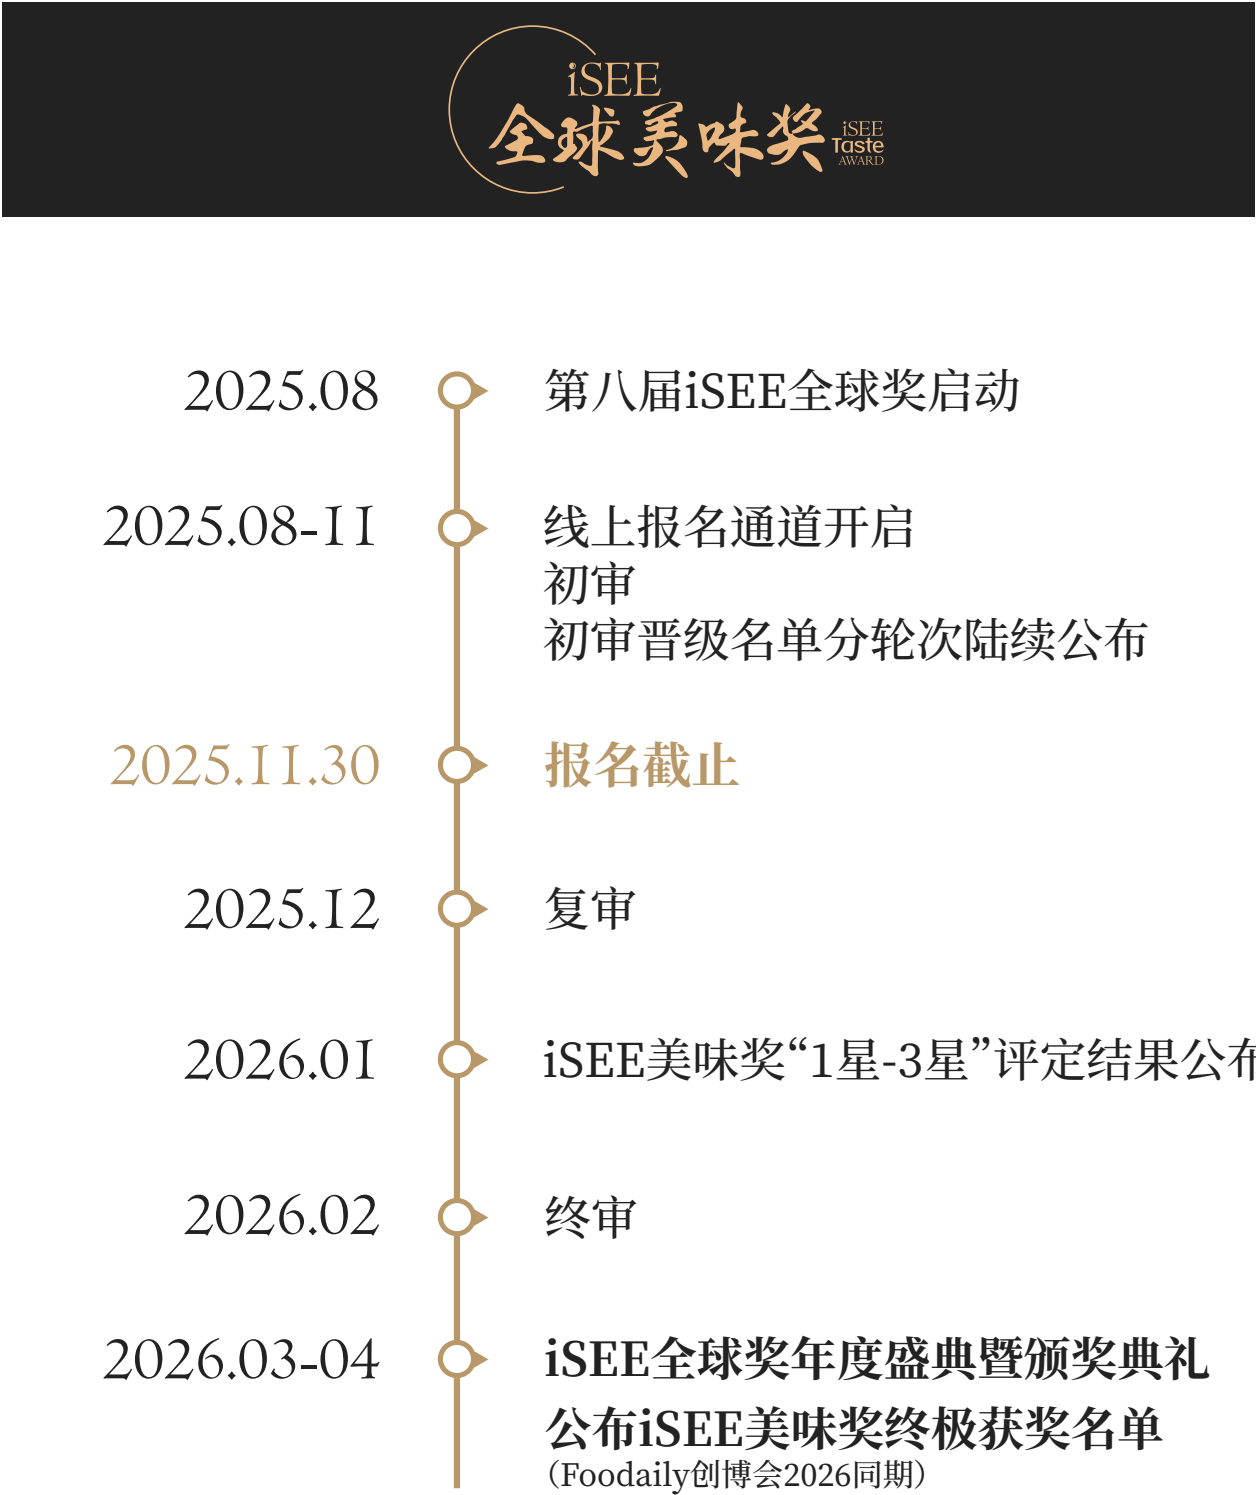 iSEE
全球美味奖
iSEE
Taste
AWARD
2025.08
第八届iSEE全球奖启动
2025.08-11
线上报名通道开启
初审
初审晋级名单分轮次陆续公布
2025.11.30
报名截止
2025.12
复审
2026.01
iSEE美味奖“1星-3星”评定结果公布
2026.02
终审
2026.03-04
iSEE全球奖年度盛典暨颁奖典礼
公布iSEE美味奖终极获奖名单
（Foodaily创博会2026同期）